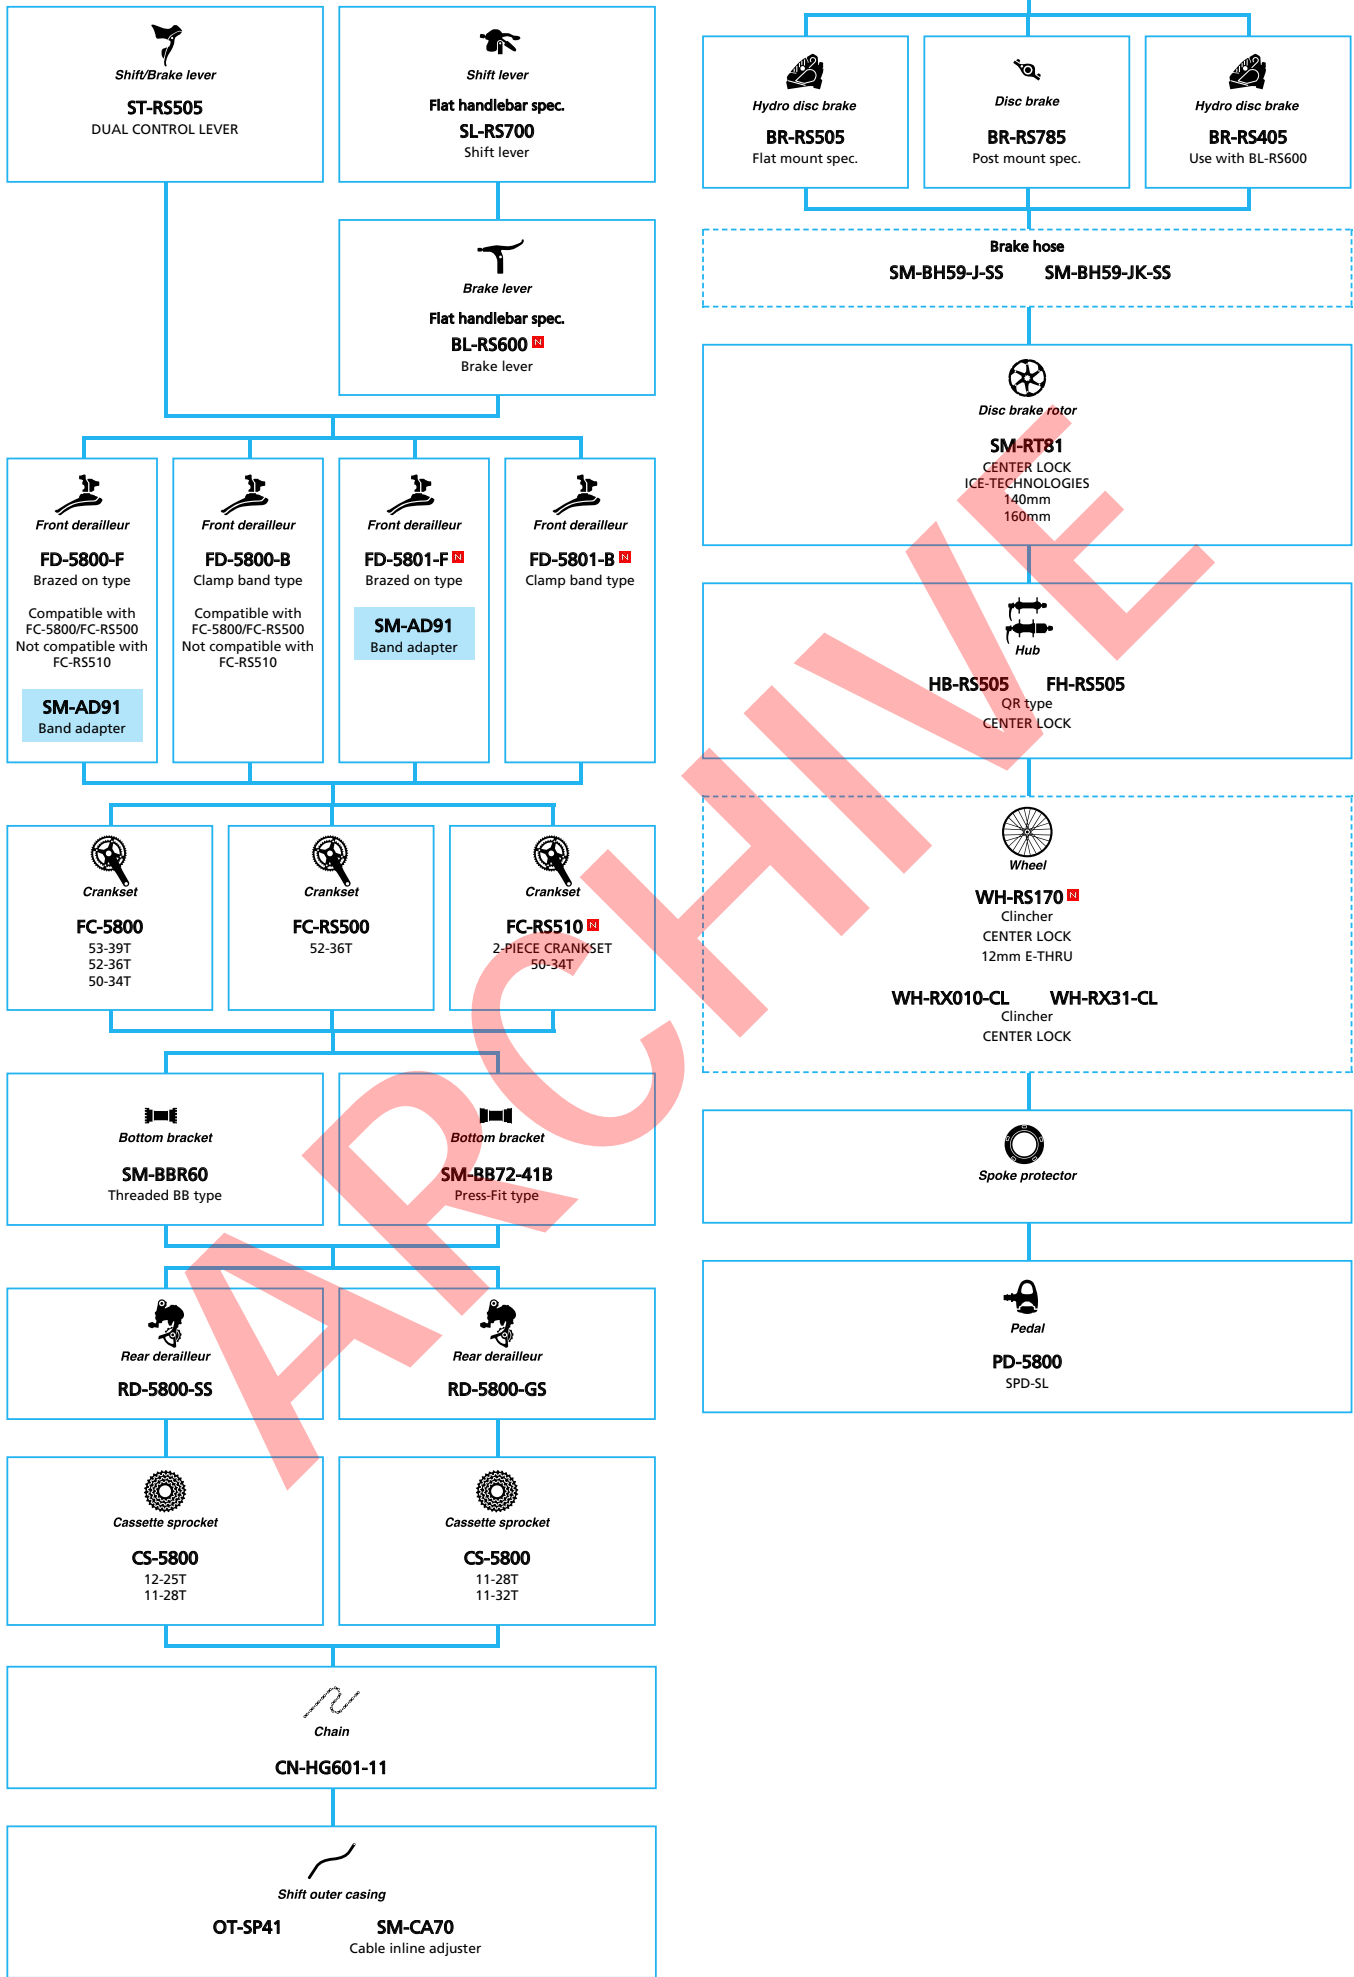 Shift/Brake lever
ST-RS505
DUAL CONTROL LEVER
Shift lever
Flat handlebar spec.
SL-RS700
Shift lever
Brake lever
Flat handlebar spec.
BL-RS600 N
Brake lever
Front derailleur
FD-5800-F
Brazed on type
Compatible with
FC-5800/FC-RS500
Not compatible with
FC-RS510
SM-AD91
Band adapter
Front derailleur
FD-5800-B
Clamp band type
Compatible with
FC-5800/FC-RS500
Not compatible with
FC-RS510
Front derailleur
FD-5801-F N
Brazed on type
SM-AD91
Band adapter
Front derailleur
FD-5801-B N
Clamp band type
Crankset
FC-5800
53-39T
52-36T
50-34T
Crankset
FC-RS500
52-36T
Crankset
FC-RS510 N
2-PIECE CRANKSET
50-34T
Bottom bracket
SM-BBR60
Threaded BB type
Bottom bracket
SM-BB72-41B
Press-Fit type
Rear derailleur
RD-5800-SS
Rear derailleur
RD-5800-GS
Cassette sprocket
CS-5800
12-25T
11-28T
Cassette sprocket
CS-5800
11-28T
11-32T
Chain
CN-HG601-11
Shift outer casing
OT-SP41 SM-CA70
Cable inline adjuster
Hydro disc brake
BR-RS505
Flat mount spec.
Disc brake
BR-RS785
Post mount spec.
Hydro disc brake
BR-RS405
Use with BL-RS600
Brake hose
SM-BH59-J-SS SM-BH59-JK-SS
Disc brake rotor
SM-RT81
CENTER LOCK
ICE-TECHNOLOGIES
140mm
160mm
Hub
HB-RS505 FH-RS505
QR type
CENTER LOCK
Wheel
WH-RS170 N
Clincher
CENTER LOCK
12mm E-THRU
WH-RX010-CL WH-RX31-CL
Clincher
CENTER LOCK
Spoke protector
Pedal
PD-5800
SPD-SL
ARCHIVE